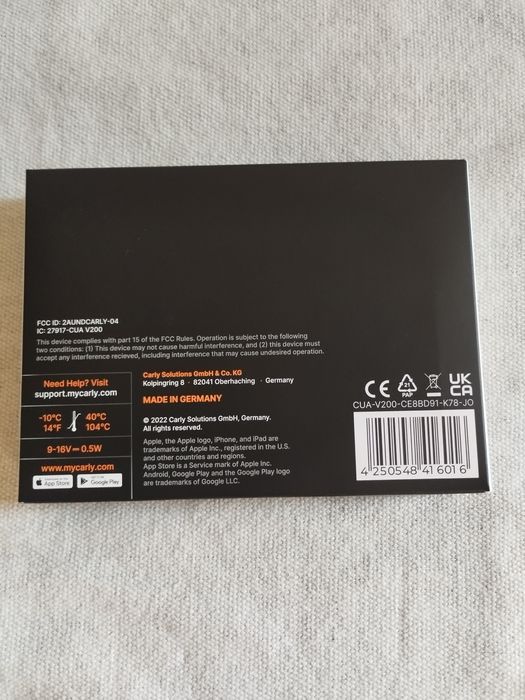 FCC ID: 2AUNDCARLY-04
IC: 27917-CUA V200
This device complies with part 15 of the FCC Rules. Operation is subject to the following
two conditions: (1) This device may not cause harmful interference, and (2) this device must
accept any interference recieved, including interference that may cause undesired operation.
Need Help? Visit
support.mycarly.com
-10°C 40°C
14°F 104°C
9-16V⎓0.5W
www.mycarly.com
App Store
Google Play
Carly Solutions GmbH & Co. KG
Kolpingring 8 · 82041 Oberhaching · Germany
MADE IN GERMANY
© 2022 Carly Solutions GmbH, Germany.
All rights reserved.
Apple, the Apple logo, iPhone, and iPad are
trademarks of Apple Inc., registered in the U.S.
and other countries and regions.
App Store is a Service mark of Apple Inc.
Android, Google Play and the Google Play logo
are trademarks of Google LLC.
CE
21
PAP
UK
CA
CUA-V200-CE8BD91-K78-JO
4 250548 416016